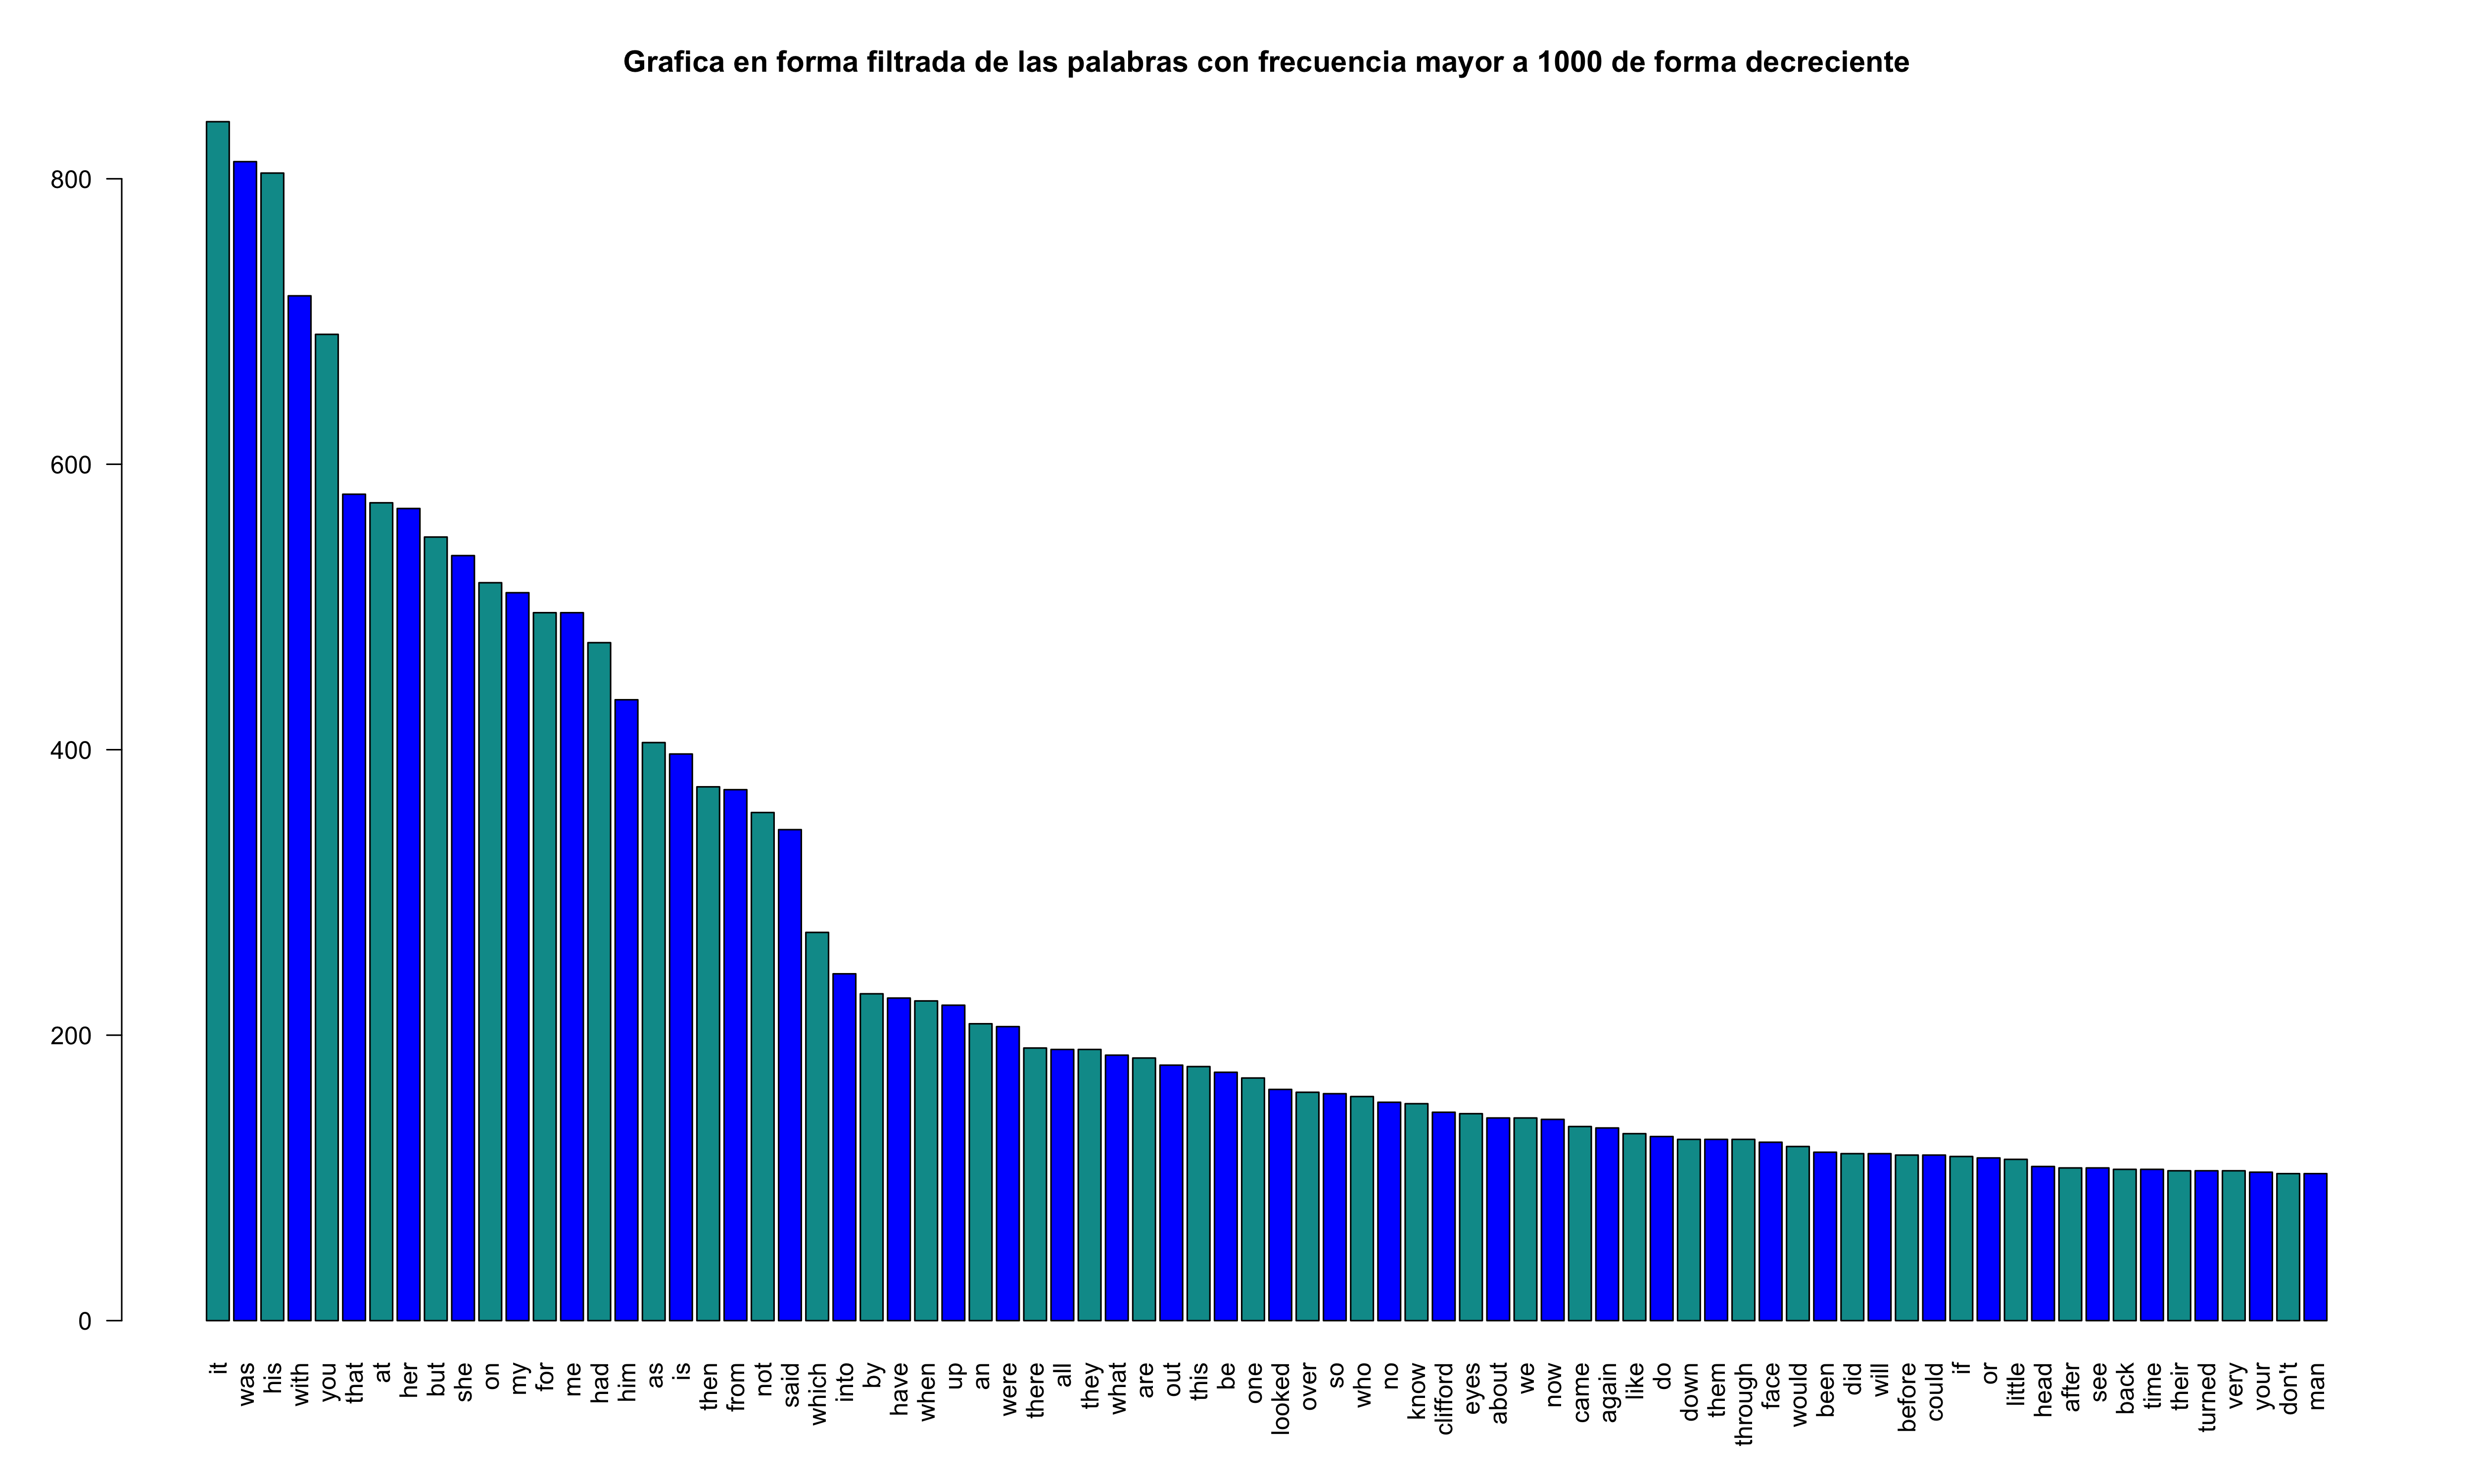 Grafica en forma filtrada de las palabras con frecuencia mayor a 1000 de forma decreciente
800
600
400
200
0
it
was
his
with
you
that
at
her
but
she
on
my
for
me
had
him
as
is
then
from
not
said
which
into
by
have
when
up
an
were
there
all
they
what
are
out
this
be
one
looked
over
so
who
no
know
clifford
eyes
about
we
now
came
again
like
do
down
them
through
face
would
been
did
will
before
could
if
or
little
head
after
see
back
time
their
turned
very
your
don't
man